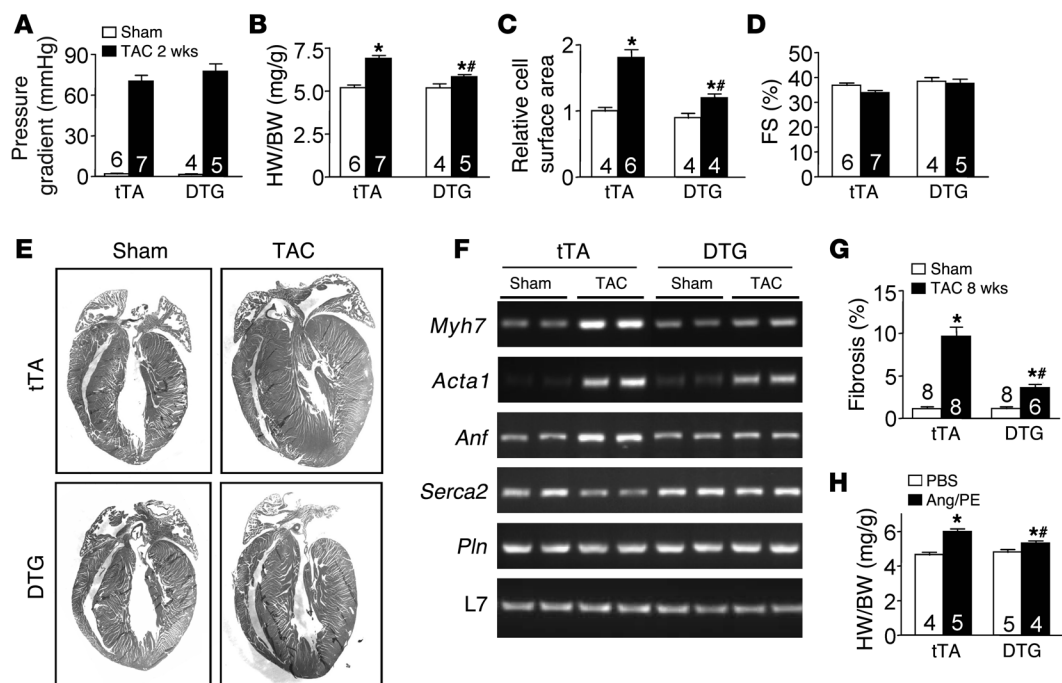 A
Sham
TAC 2 wks
Pressure
gradient (mmHg)
90
60
30
0
6 7 4 5
tTA DTG
B
HW/BW (mg/g)
7.5
5.0
2.5
0
* *#
6 7 4 5
tTA DTG
C
Relative cell
surface area
2
1
0
* *#
4 6 4 4
tTA DTG
D
FS (%)
50
40
30
20
10
0
6 7 4 5
tTA DTG
E
Sham TAC
tTA
DTG
F
tTA DTG
Sham TAC Sham TAC
Myh7
Acta1
Anf
Serca2
Pln
L7
G
Sham
TAC 8 wks
Fibrosis (%)
15
10
5
0
* *#
8 8 8 6
tTA DTG
H
PBS
Ang/PE
HW/BW (mg/g)
6
4
2
0
* *#
4 5 5 4
tTA DTG